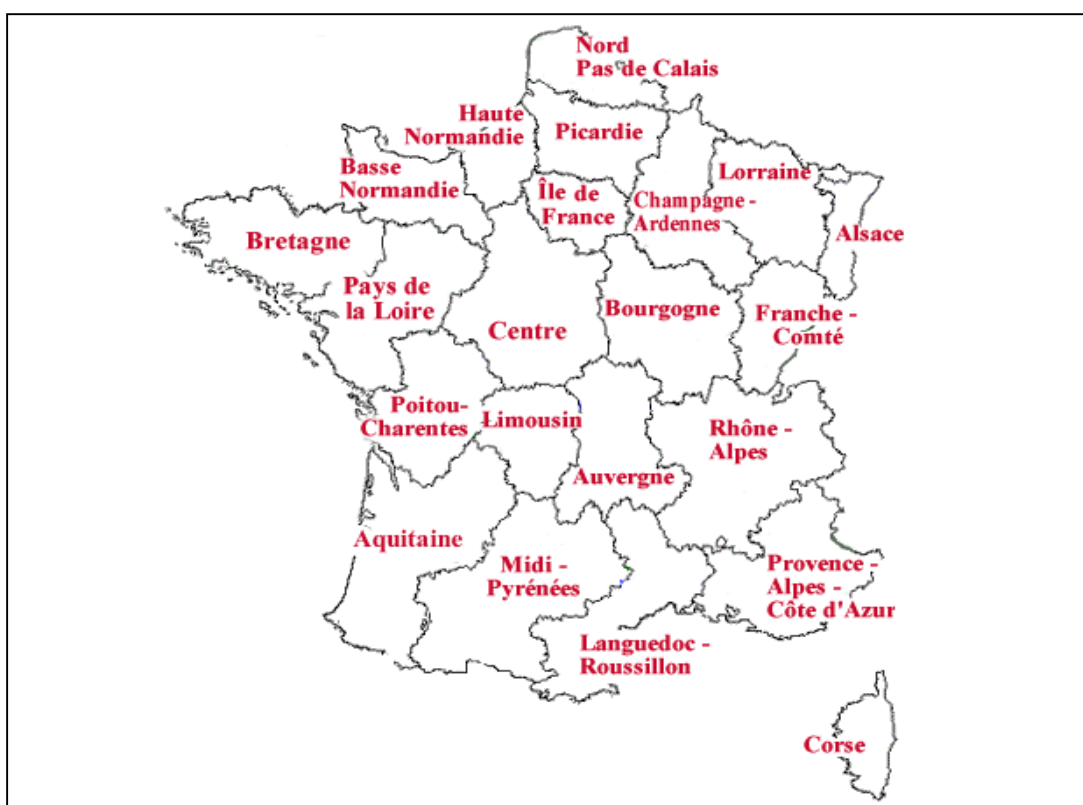 Nord
Pas de Calais
Haute
Normandie
Picardie
Basse
Normandie
Île de
France
Champagne -
Ardennes
Lorraine
Alsace
Bretagne
Pays de
la Loire
Centre
Bourgogne
Franche -
Comté
Poitou-
Charentes
Limousin
Auvergne
Rhône -
Alpes
Aquitaine
Midi -
Pyrénées
Provence -
Alpes -
Côte d'Azur
Languedoc -
Roussillon
Corse